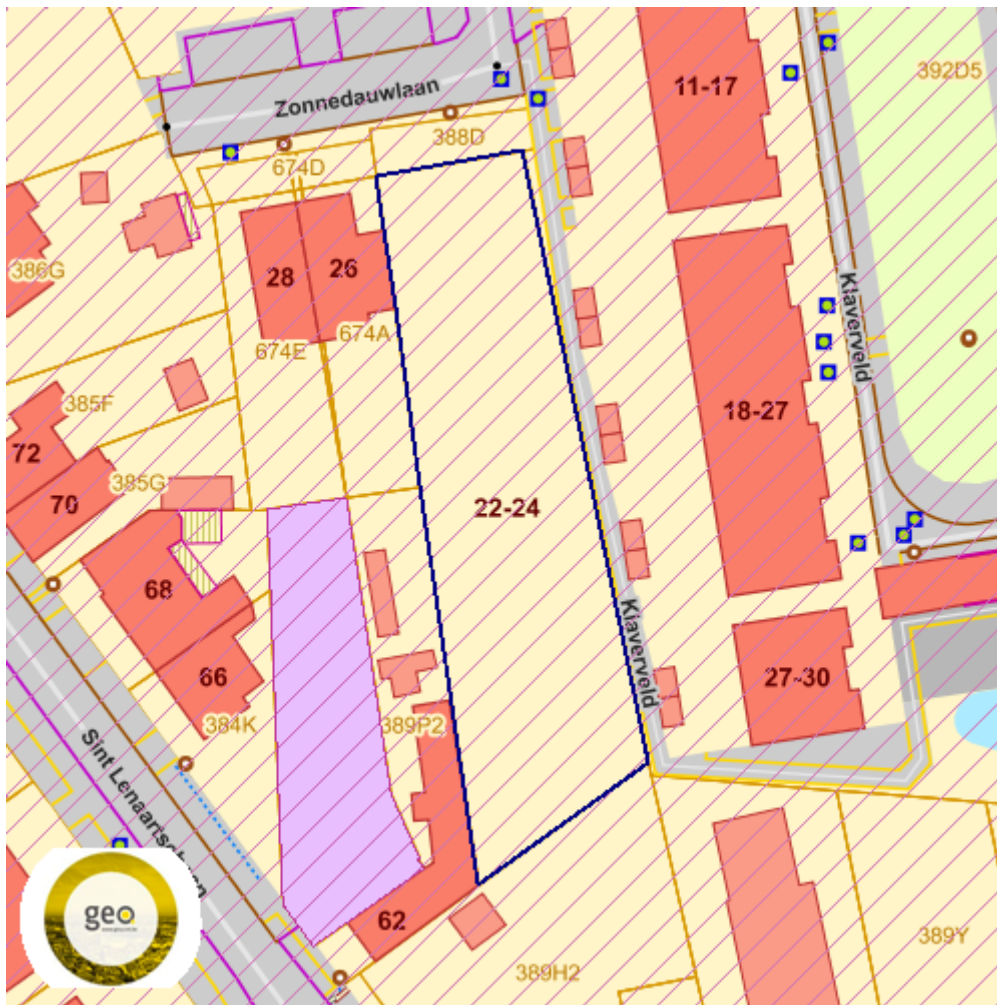 Zonnedauwlaan
11-17
392D5
388D
674D
386G
28
26
674A
674E
Klaverveld
385F
72
70
385G
18-27
22-24
68
66
384K
389P2
Klaverveld
27-30
Sint Lenaartsebaan
geo
62
389Y
389H2